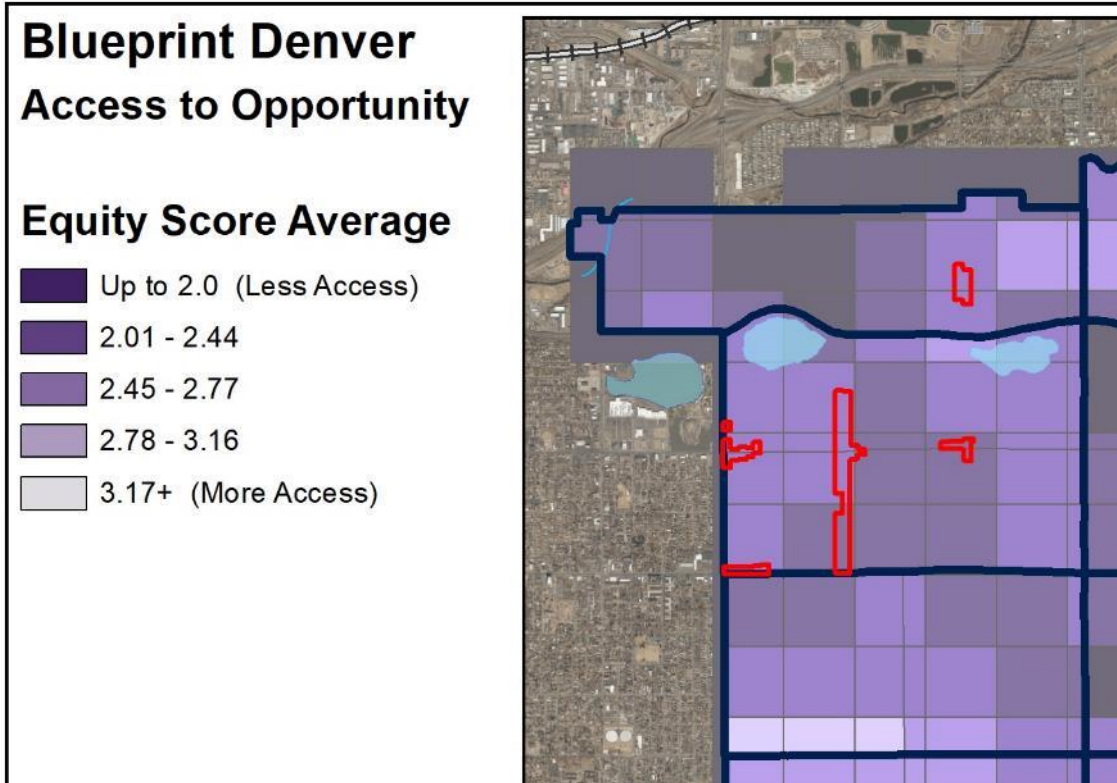 Blueprint Denver
Access to Opportunity
Equity Score Average
Up to 2.0 (Less Access)
2.01 - 2.44
2.45 - 2.77
2.78 - 3.16
3.17+ (More Access)